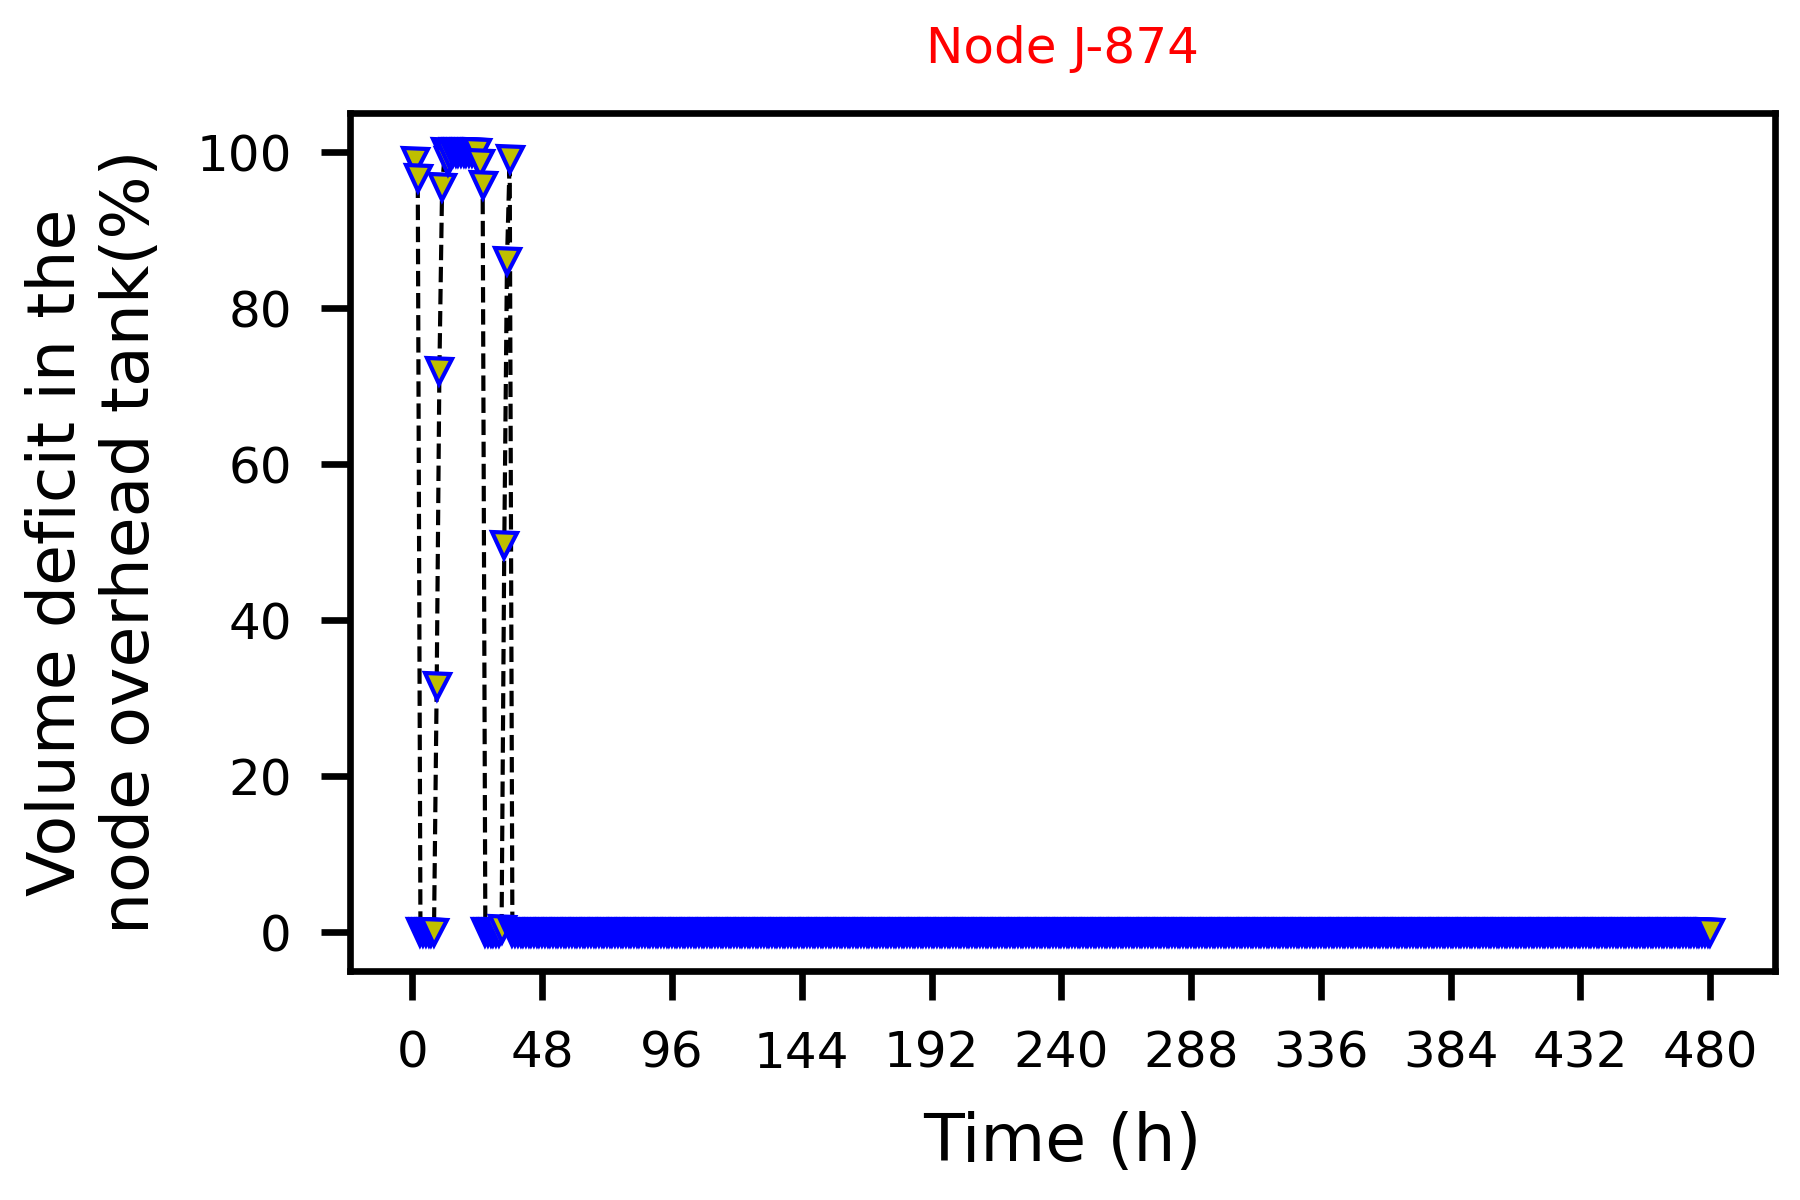 Node J-874
Volume deficit in the
node overhead tank(%)
100
80
60
40
20
0
0 48 96 144 192 240 288 336 384 432 480
Time (h)